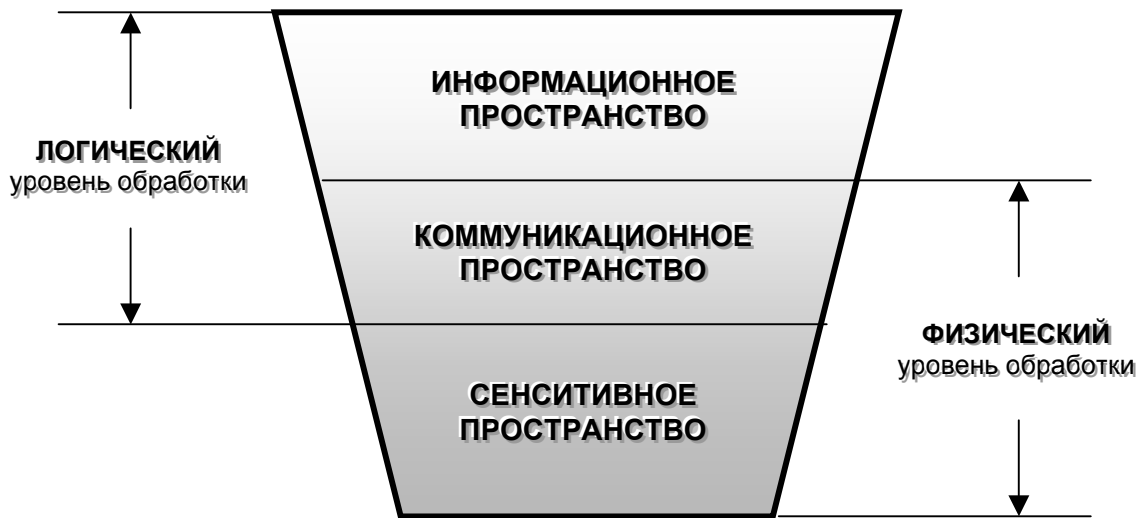 ИНФОРМАЦИОННОЕ
ПРОСТРАНСТВО
ЛОГИЧЕСКИЙ
уровень обработки
КОММУНИКАЦИОННОЕ
ПРОСТРАНСТВО
ФИЗИЧЕСКИЙ
уровень обработки
СЕНСИТИВНОЕ
ПРОСТРАНСТВО